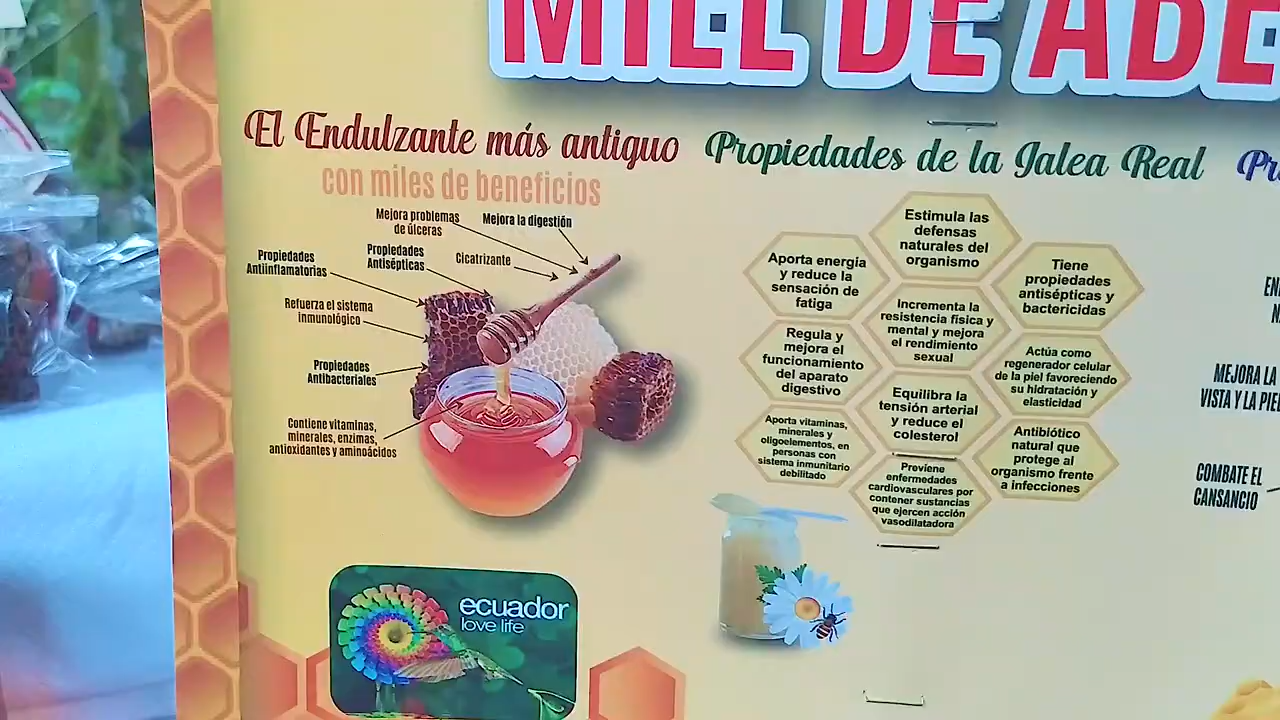 MIEL DE
El Endulzante más antiguo
con miles de beneficios
Mejora problemas
de úlceras
Mejora la digestión
Propiedades
Antiinflamatorias
Propiedades
Antisépticas
Cicatrizante
Refuerza el sistema
inmunológico
Propiedades
Antibacteriales
Contiene vitaminas,
minerales, enzimas,
antioxidantes y aminoácidos
ecuador
love life
Propiedades de la Jalea Real
Estimula las
defensas
naturales del
organismo
Aporta energía
y reduce la
sensación de
fatiga
Tiene
propiedades
antisépticas y
bactericidas
Incrementa la
resistencia física y
mental y mejora
el rendimiento
sexual
Regula y
mejora el
funcionamiento
del aparato
digestivo
Actúa como
regenerador celular
de la piel favoreciendo
su hidratación y
elasticidad
Equilibra la
tensión arterial
y reduce el
colesterol
Aporta vitaminas,
minerales y
oligoelementos, en
personas con
sistema inmunitario
debilitado
Antibiótico
natural que
protege al
organismo frente
a infecciones
Previene
enfermedades
cardiovasculares por
contener sustancias
que ejercen acción
vasodilatadora
MEJORA LA
VISTA Y LA
COMBATE EL
CANSANCIO